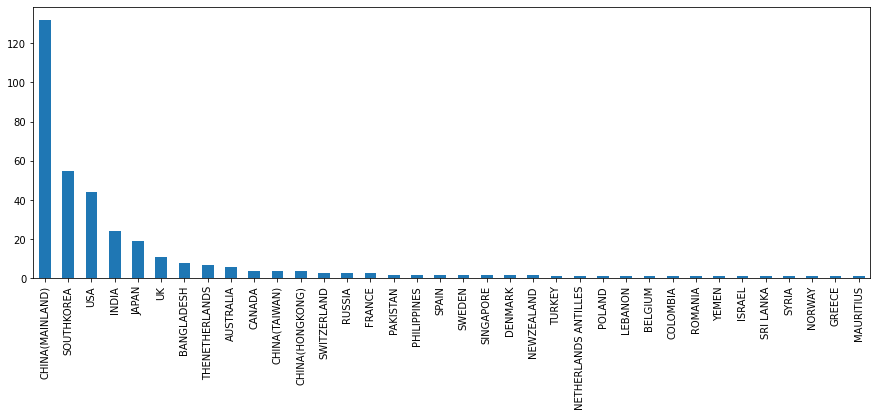 120
100
80
60
40
20
0
CHINA(MAINLAND)
SOUTHKOREA
USA
INDIA
JAPAN
UK
BANGLADESH
THENETHERLANDS
AUSTRALIA
CANADA
CHINA(TAIWAN)
CHINA(HONGKONG)
SWITZERLAND
RUSSIA
FRANCE
PAKISTAN
PHILIPPINES
SPAIN
SWEDEN
SINGAPORE
DENMARK
NEWZEALAND
TURKEY
NETHERLANDS ANTILLES
POLAND
LEBANON
BELGIUM
COLOMBIA
ROMANIA
YEMEN
ISRAEL
SRI LANKA
SYRIA
NORWAY
GREECE
MAURITIUS